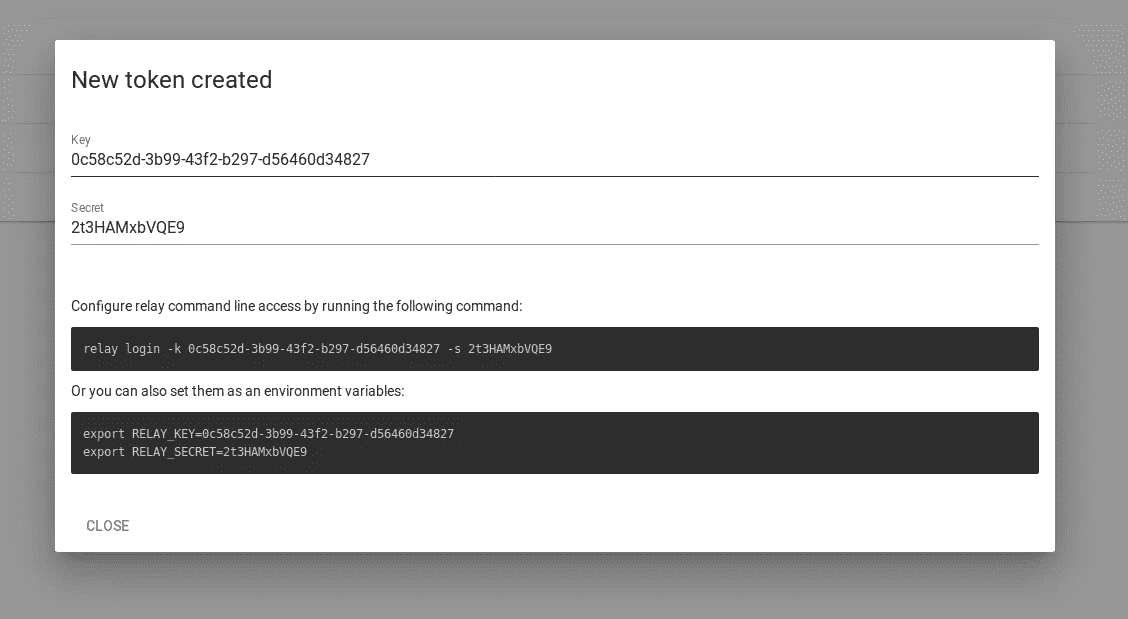 New token created
Key
0c58c52d-3b99-43f2-b297-d56460d34827
Secret
2t3HAMxbVQE9
Configure relay command line access by running the following command:
relay login -k 0c58c52d-3b99-43f2-b297-d56460d34827 -s 2t3HAMxbVQE9
Or you can also set them as an environment variables:
export RELAY_KEY=0c58c52d-3b99-43f2-b297-d56460d34827
export RELAY_SECRET=2t3HAMxbVQE9
CLOSE